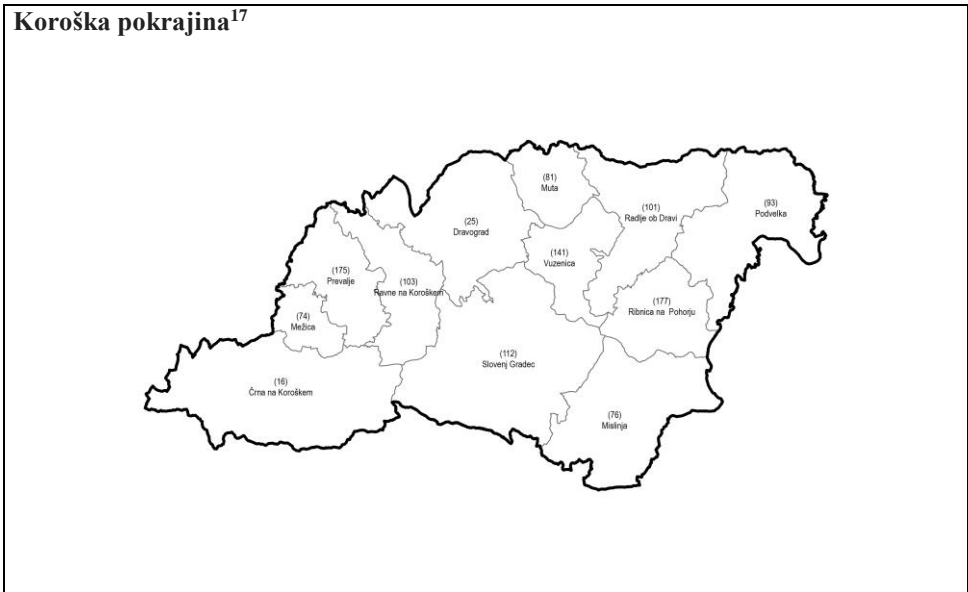 Koroška pokrajina17
(81)
Muta
(101)
Radlje ob Dravi
(93)
Podvelka
(25)
Dravograd
(141)
Vuzenica
(175)
Prevalje
(103)
Ravne na Koroškem
(177)
Ribnica na Pohorju
(74)
Mežica
(112)
Slovenj Gradec
(16)
Črna na Koroškem
(76)
Mislinja